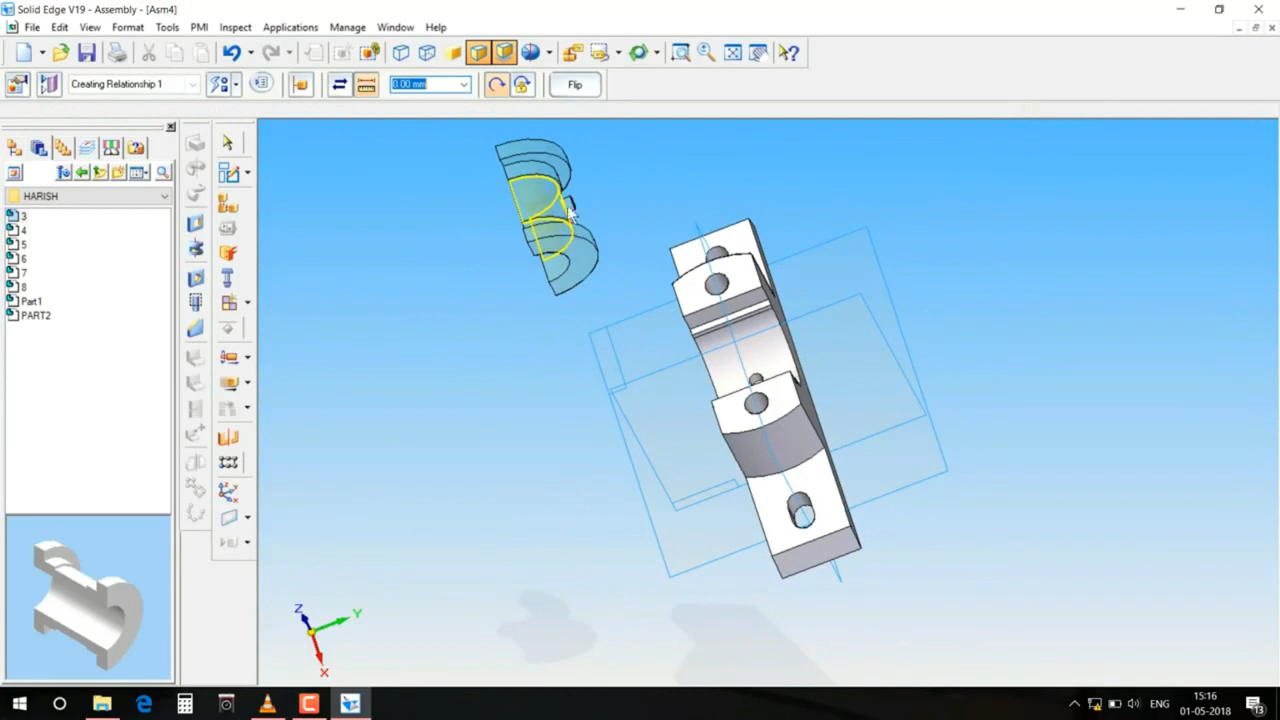 Solid Edge V19 - Assembly - [Asm4]
File Edit View Format Tools PMI Inspect Applications Manage Window Help
Creating Relationship 1 0.00 mm Flip
HARISH
3
4
5
6
7
8
Part1
PART2
Z
Y
X
ENG
15:16
01-05-2018
13